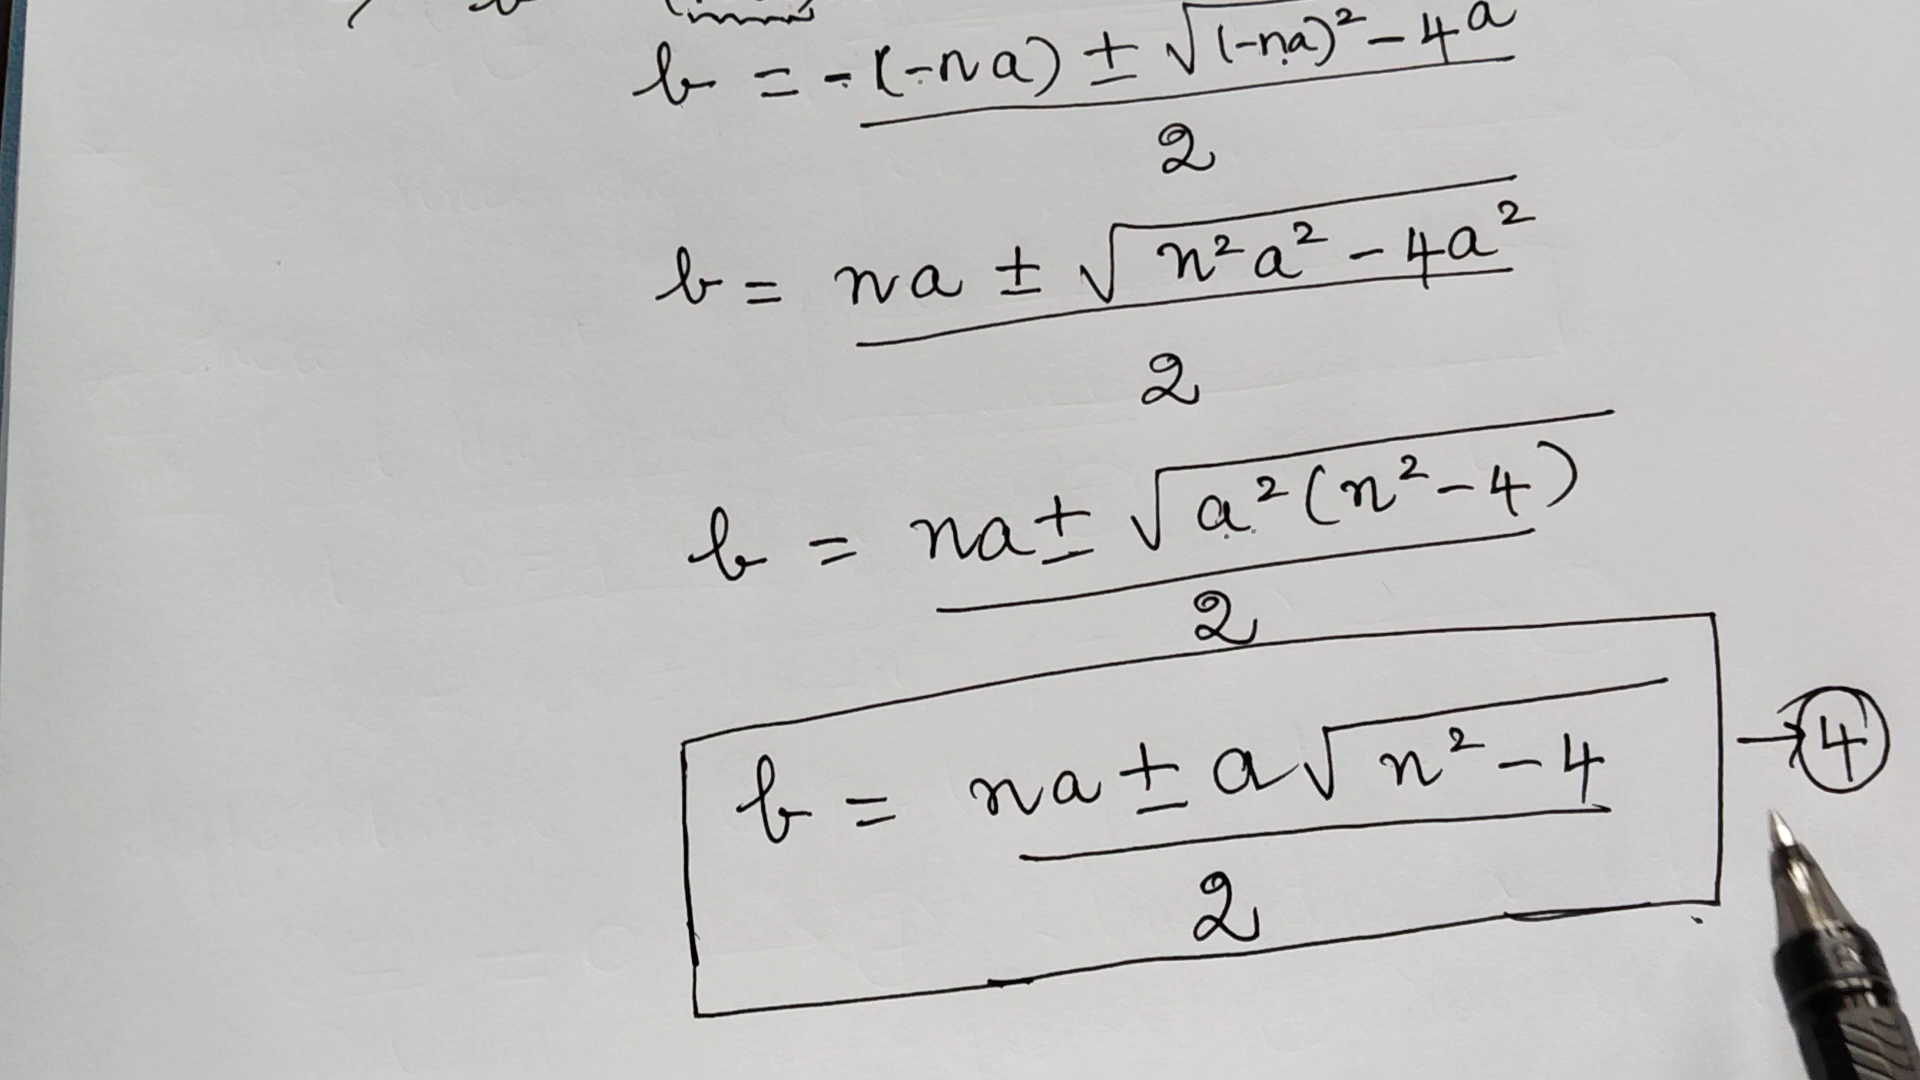 b = -(-na) ± √(-na)² - 4a
2
b = na ± √n²a² - 4a²
2
b = na ± √a²(n² - 4)
2
b = na ± a√n² - 4 → 4
2